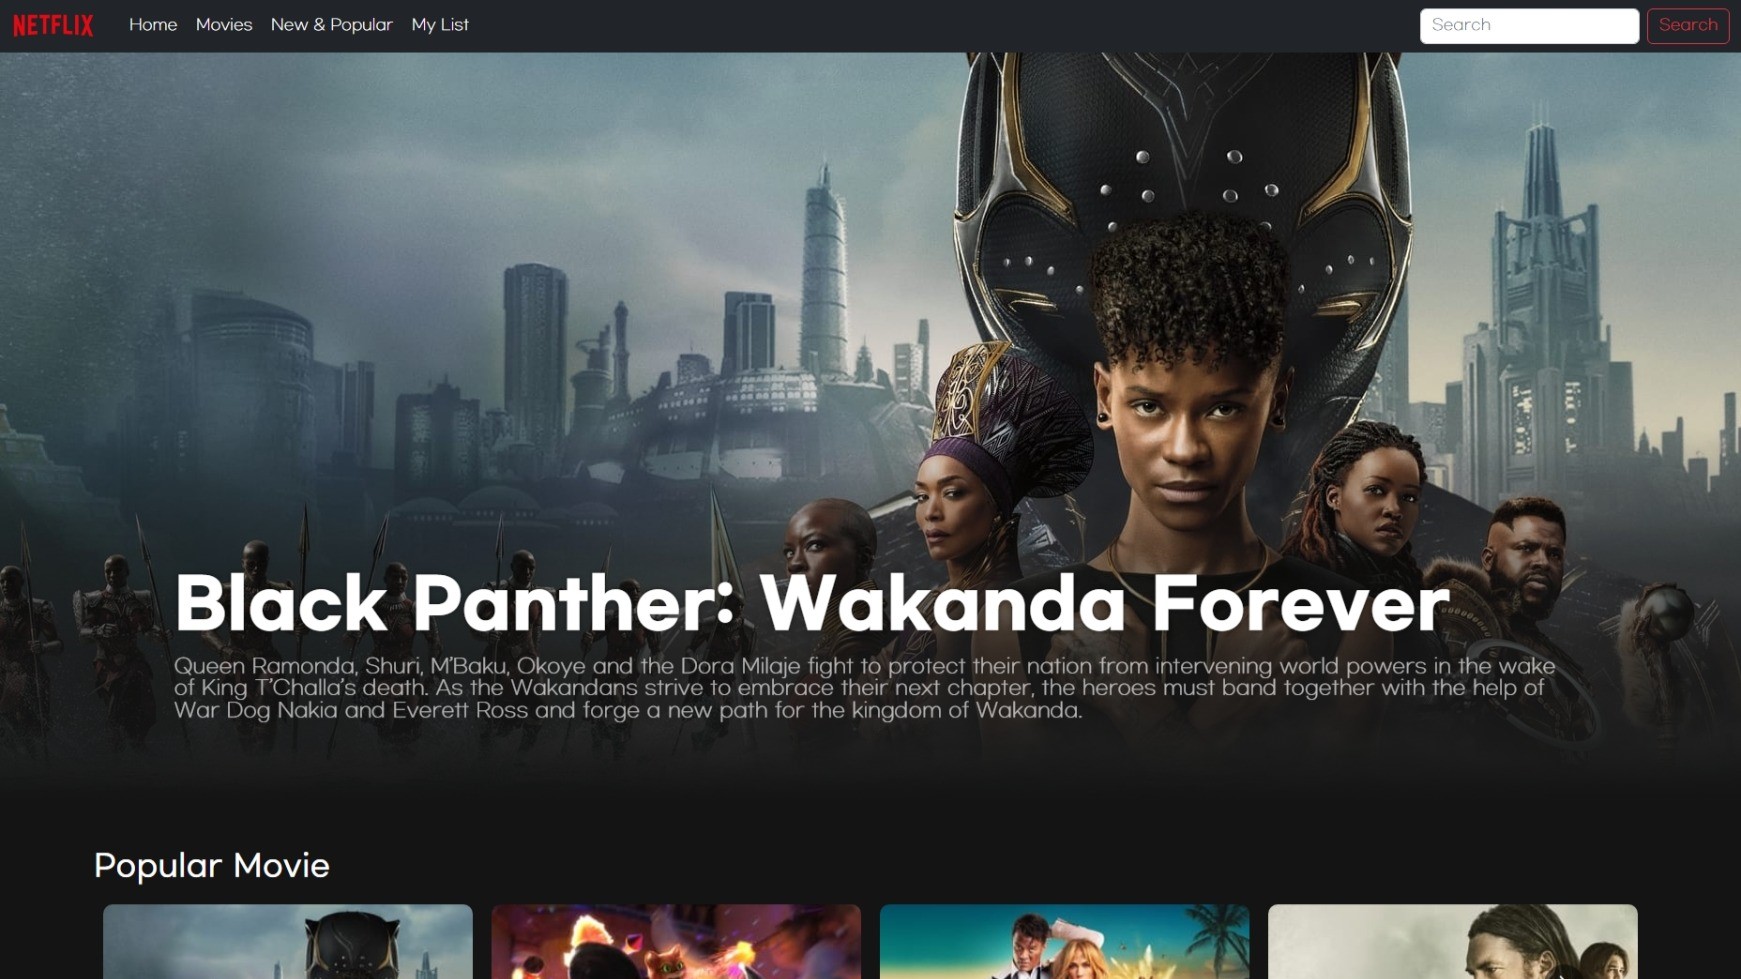 NETFLIX Home Movies New & Popular My List Search Search
Black Panther: Wakanda Forever
Queen Ramonda, Shuri, M'Baku, Okoye and the Dora Milaje fight to protect their nation from intervening world powers in the wake
of King T'Challa's death. As the Wakandans strive to embrace their next chapter, the heroes must band together with the help of
War Dog Nakia and Everett Ross and forge a new path for the kingdom of Wakanda.
Popular Movie